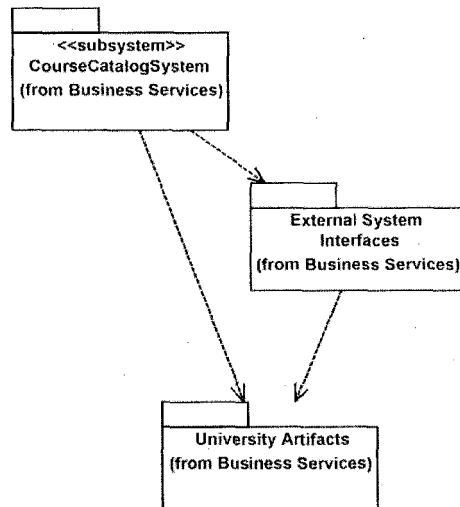 <<subsystem>>
CourseCatalogSystem
(from Business Services)
External System
Interfaces
(from Business Services)
University Artifacts
(from Business Services)